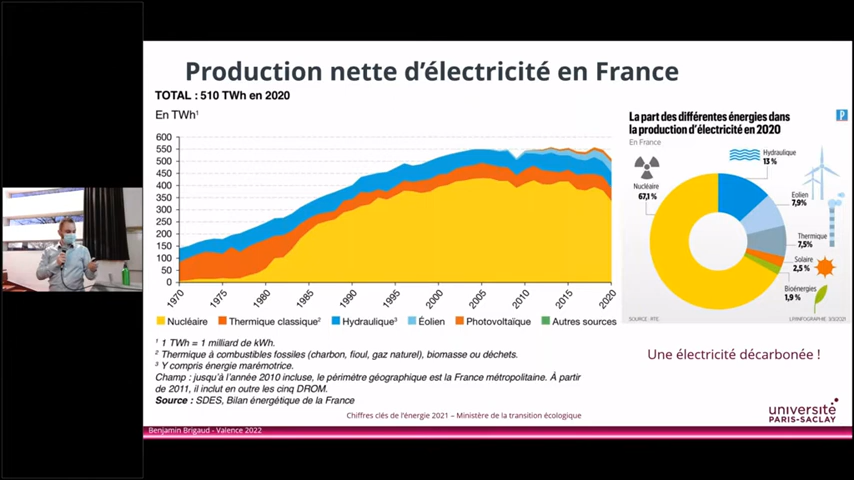 Production nette d’électricité en France
TOTAL : 510 TWh en 2020
En TWh¹
600
550
500
450
400
350
300
250
200
150
100
50
0
1970
1975
1980
1985
1990
1995
2000
2005
2010
2015
2020
Nucléaire
Thermique classique²
Hydraulique³
Éolien
Photovoltaïque
Autres sources
¹ 1 TWh = 1 milliard de kWh.
² Thermique à combustibles fossiles (charbon, fioul, gaz naturel), biomasse ou déchets.
³ Y compris énergie marémotrice.
Champ : jusqu’à l’année 2010 incluse, le périmètre géographique est la France métropolitaine. À partir
de 2011, il inclut en outre les cinq DROM.
Source : SDES, Bilan énergétique de la France
La part des différentes énergies dans
la production d’électricité en 2020
En France
Hydraulique
13 %
Nucléaire
67,1 %
Eolien
7,9%
Thermique
7,5%
Solaire
2,5 %
Bioénergies
1,9 %
SOURCE : RTE.
LP/INFOGRAPHIE
Une électricité décarbonée !
Chiffres clés de l’énergie 2021 – Ministère de la transition écologique
université
PARIS-SACLAY
Benjamin Brigaud - Valence 2022